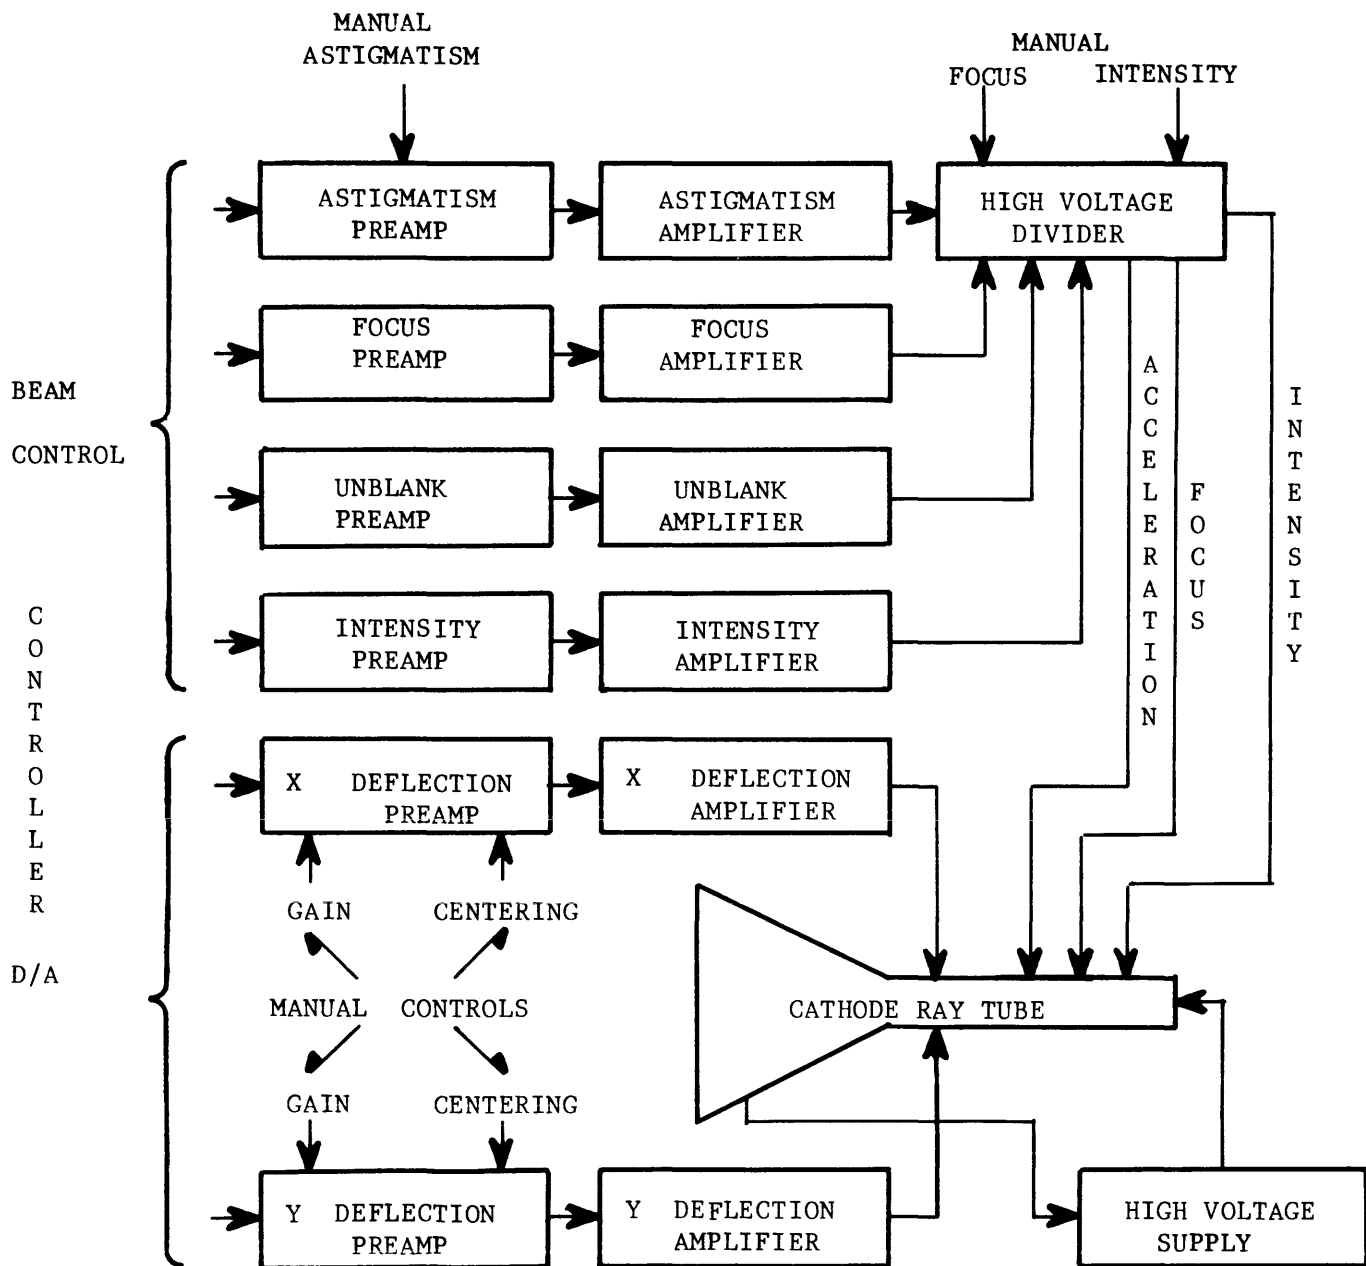 MANUAL
ASTIGMATISM
MANUAL
FOCUS
INTENSITY
ASTIGMATISM
PREAMP
ASTIGMATISM
AMPLIFIER
HIGH VOLTAGE
DIVIDER
FOCUS
PREAMP
FOCUS
AMPLIFIER
BEAM
CONTROL
UNBLANK
PREAMP
UNBLANK
AMPLIFIER
INTENSITY
PREAMP
INTENSITY
AMPLIFIER
ACCELERATION
FOCUS
INTENSITY
CONTROLLER
X DEFLECTION
PREAMP
X DEFLECTION
AMPLIFIER
GAIN CENTERING
D/A
MANUAL CONTROLS
CATHODE RAY TUBE
GAIN CENTERING
Y DEFLECTION
PREAMP
Y DEFLECTION
AMPLIFIER
HIGH VOLTAGE
SUPPLY